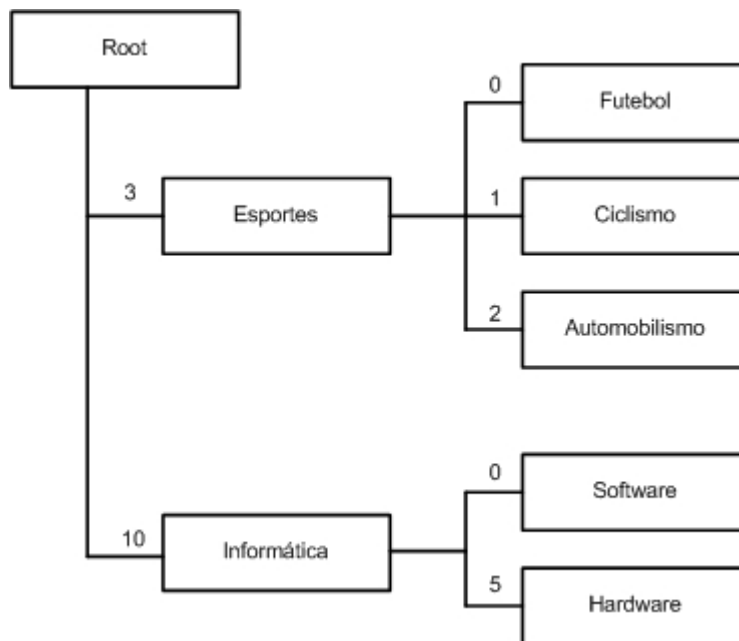 Root
0
Futebol
3
Esportes
1
Ciclismo
2
Automobilismo
0
Software
10
Informática
5
Hardware